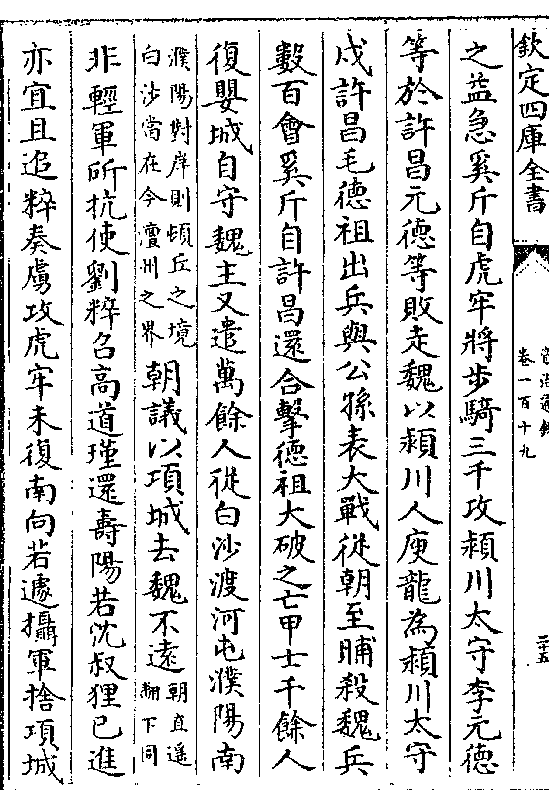 欽定四庫全書
資治通鑑
卷一百十九
二十五
之益急奚斤自虎牢將步騎三千攻潁川太守李元德
等於許昌元德等敗走魏以潁川人庾龍為潁川太守
戍許昌毛德祖出兵與公孫表大戰從朝至晡殺魏兵
數百會奚斤自許昌還合擊德祖大破之亡甲士千餘人
復嬰城自守魏主又遣萬餘人從白沙渡河屯濮陽南
濮陽對岸則頓丘之境
白沙當在今澶州之界
朝議以項城去魏不遠
朝直遥
翻下同
非輕軍所抗使劉粹召高道瑾還壽陽若沈叔貍已進
亦宜且追粹奏虜攻虎牢未復南向若遽攝軍捨項城